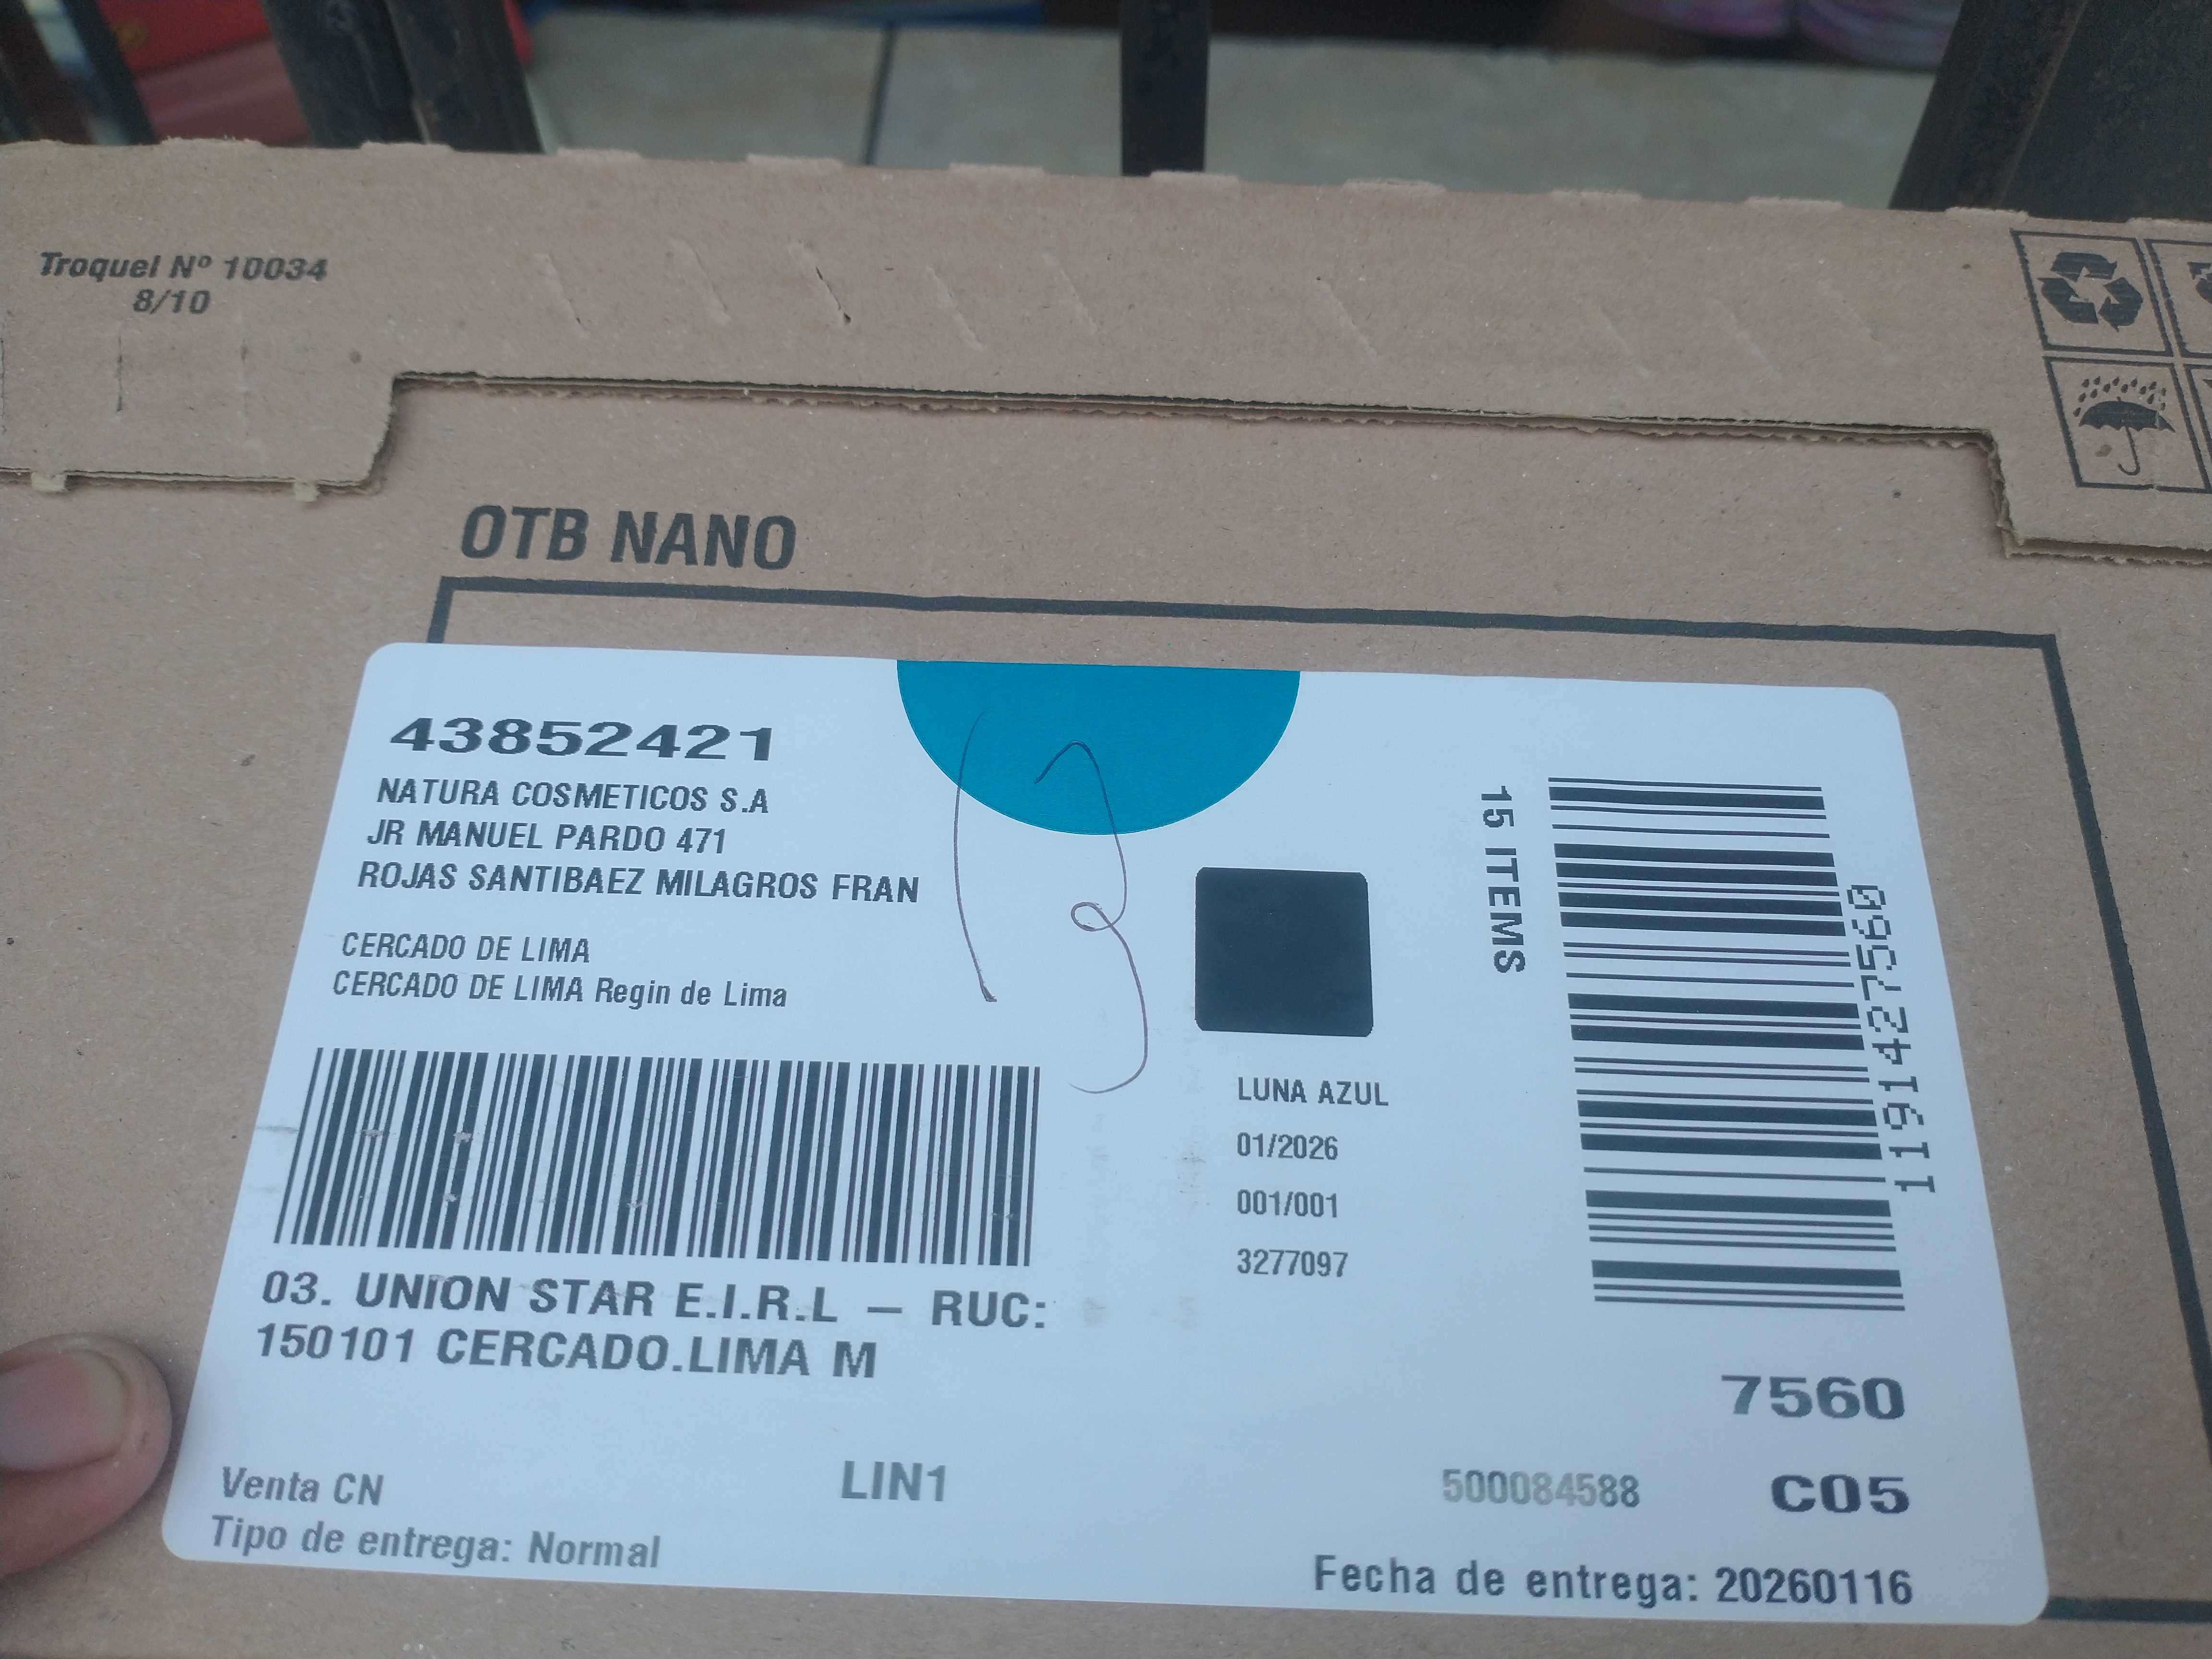 Troquel Nº 10034
8/10
OTB NANO
43852421
NATURA COSMETICOS S.A
JR MANUEL PARDO 471
ROJAS SANTIBAEZ MILAGROS FRAN
CERCADO DE LIMA
CERCADO DE LIMA Regin de Lima
15 ITEMS
1191427560
LUNA AZUL
01/2026
001/001
3277097
03. UNION STAR E.I.R.L – RUC:
150101 CERCADO.LIMA M
7560
Venta CN
LIN1
500084588
C05
Tipo de entrega: Normal
Fecha de entrega: 20260116